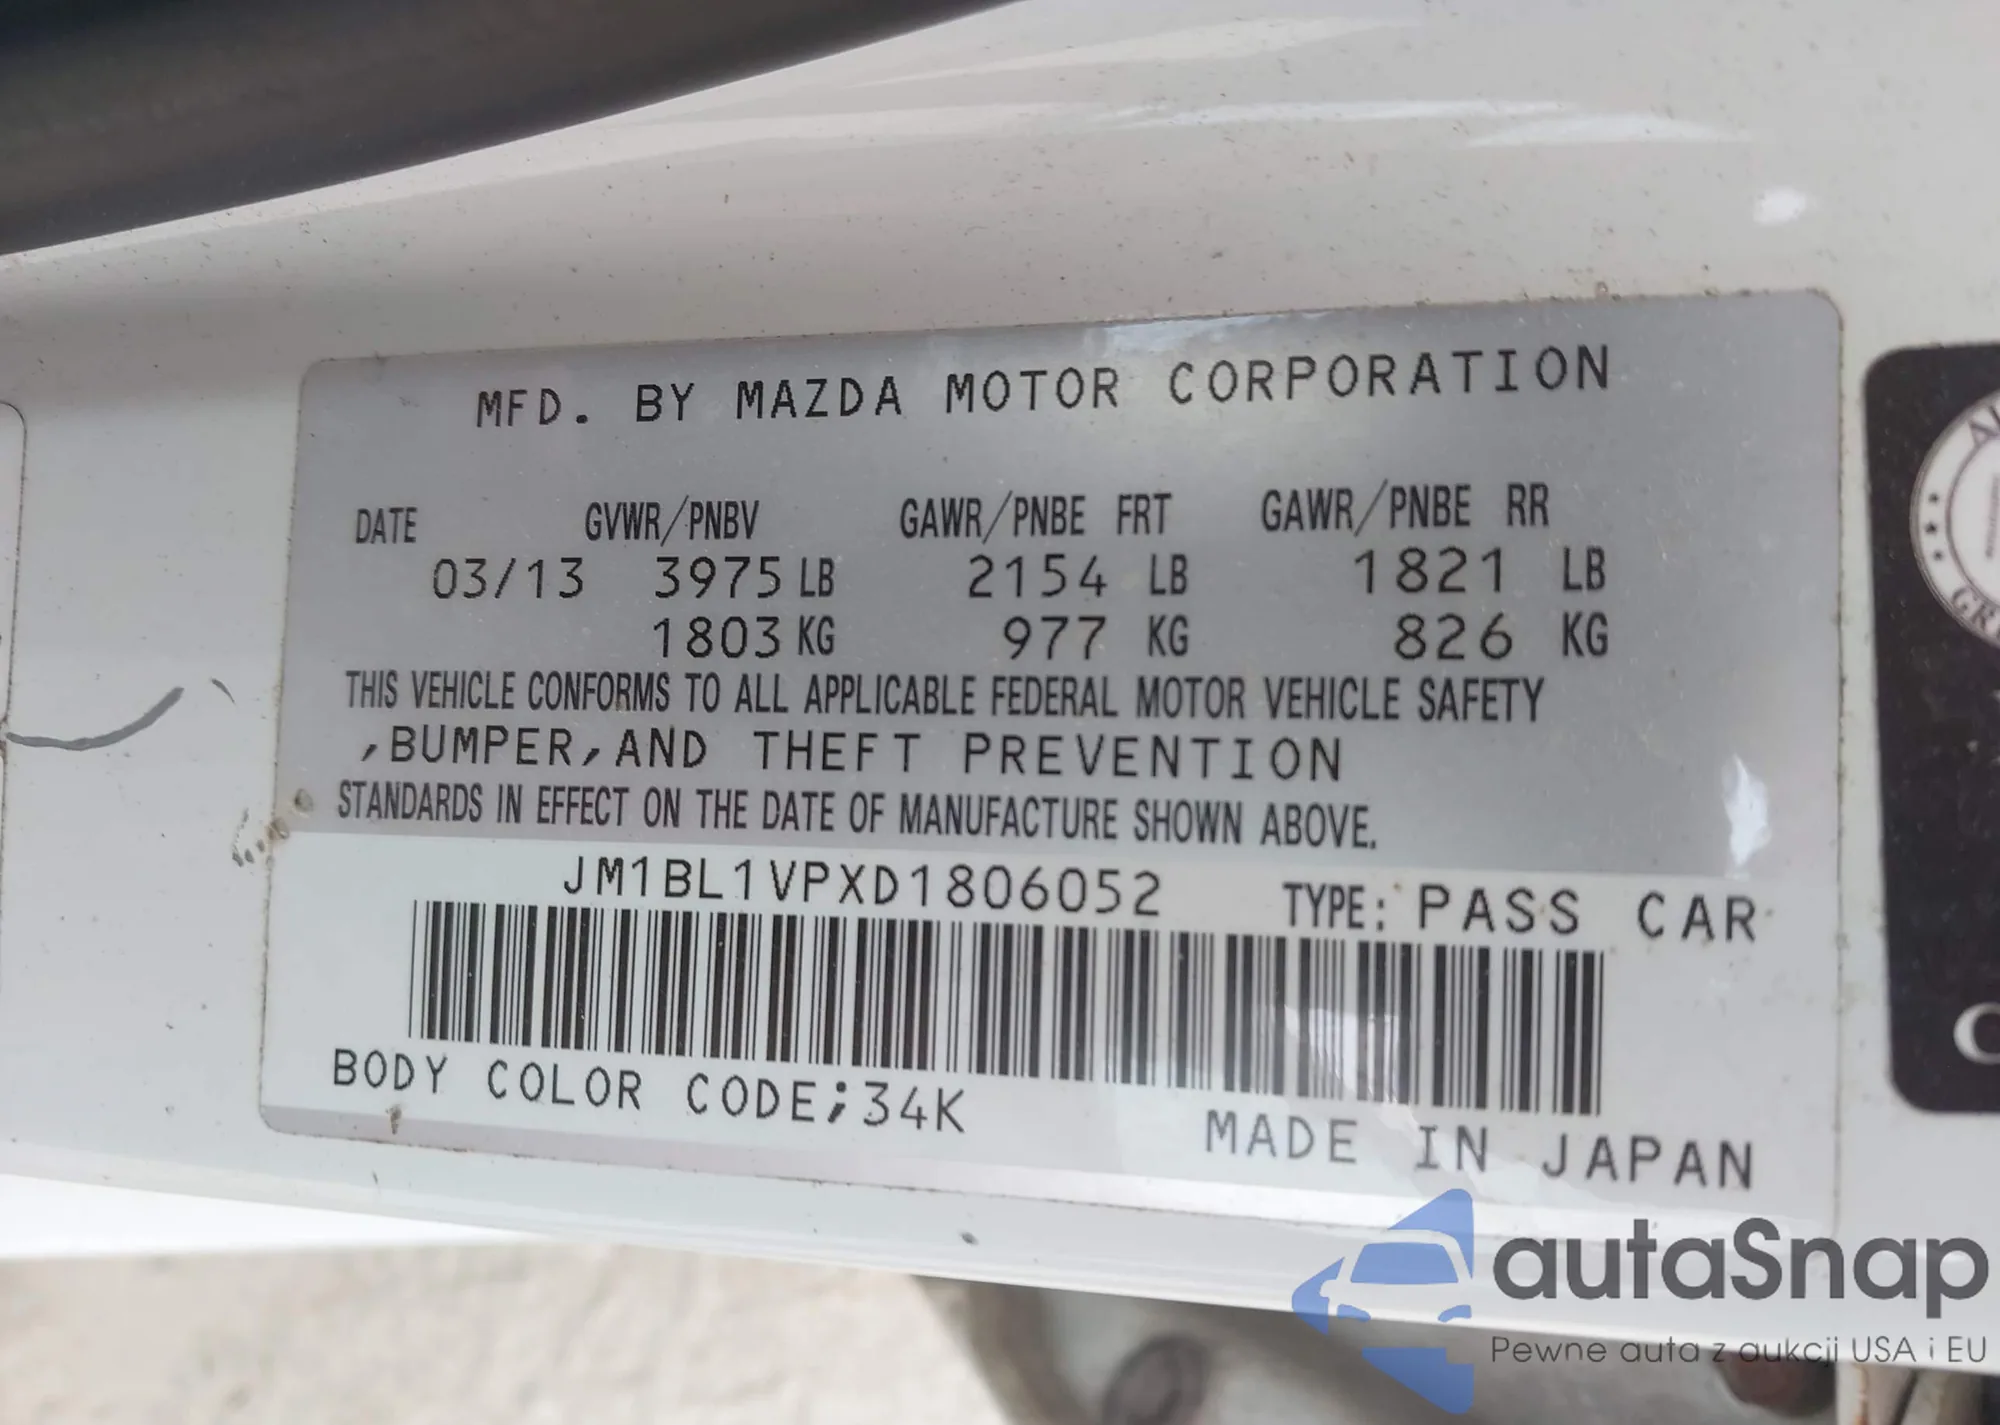 MFD. BY MAZDA MOTOR CORPORATION
DATE GVWR/PNBV GAWR/PNBE FRT GAWR/PNBE RR
03/13 3975 LB 2154 LB 1821 LB
1803 KG 977 KG 826 KG
THIS VEHICLE CONFORMS TO ALL APPLICABLE FEDERAL MOTOR VEHICLE SAFETY
,BUMPER,AND THEFT PREVENTION
STANDARDS IN EFFECT ON THE DATE OF MANUFACTURE SHOWN ABOVE.
JM1BL1VPXD1806052 TYPE: PASS CAR
BODY COLOR CODE;34K
MADE IN JAPAN
autaSnap
Pewne auta z aukcji USA i EU